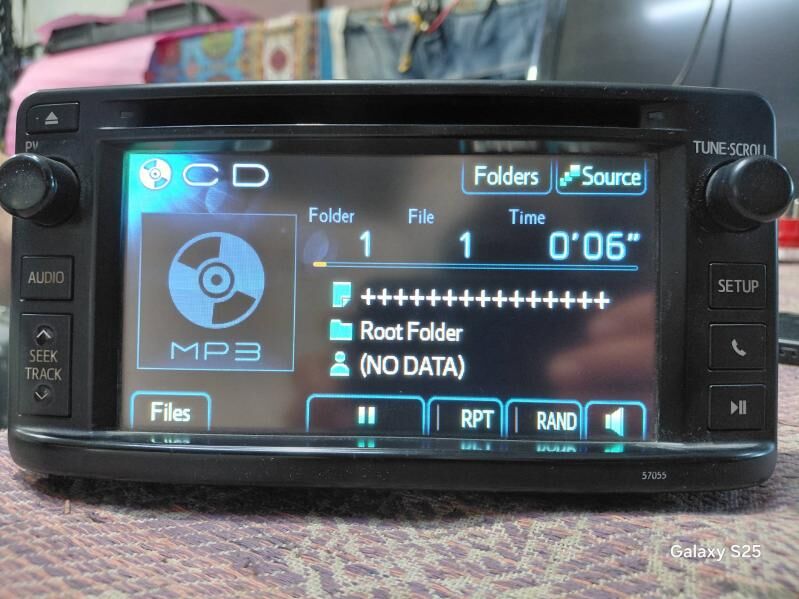 PW
TUNE·SCROLL
CD
Folders
Source
Folder File Time
1 1 0'06"
++++++++++++++
Root Folder
(NO DATA)
MP3
AUDIO
SEEK
TRACK
SETUP
Files
RPT
RAND
57055
Galaxy S25